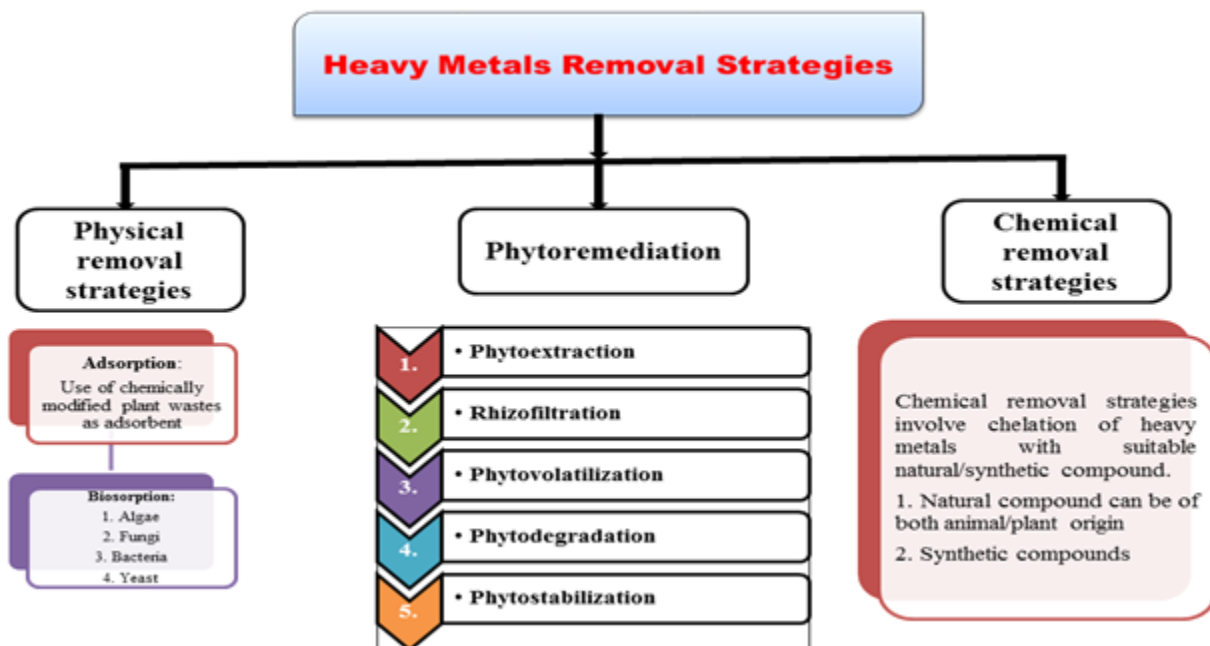 Heavy Metals Removal Strategies
Physical
removal
strategies
Adsorption:
Use of chemically
modified plant wastes
as adsorbent
Biosorption:
1. Algae
2. Fungi
3. Bacteria
4. Yeast
Phytoremediation
1. • Phytoextraction
2. • Rhizofiltration
3. • Phytovolatilization
4. • Phytodegradation
5. • Phytostabilization
Chemical
removal
strategies
Chemical removal strategies
involve chelation of heavy
metals with suitable
natural/synthetic compound.
1. Natural compound can be of
both animal/plant origin
2. Synthetic compounds